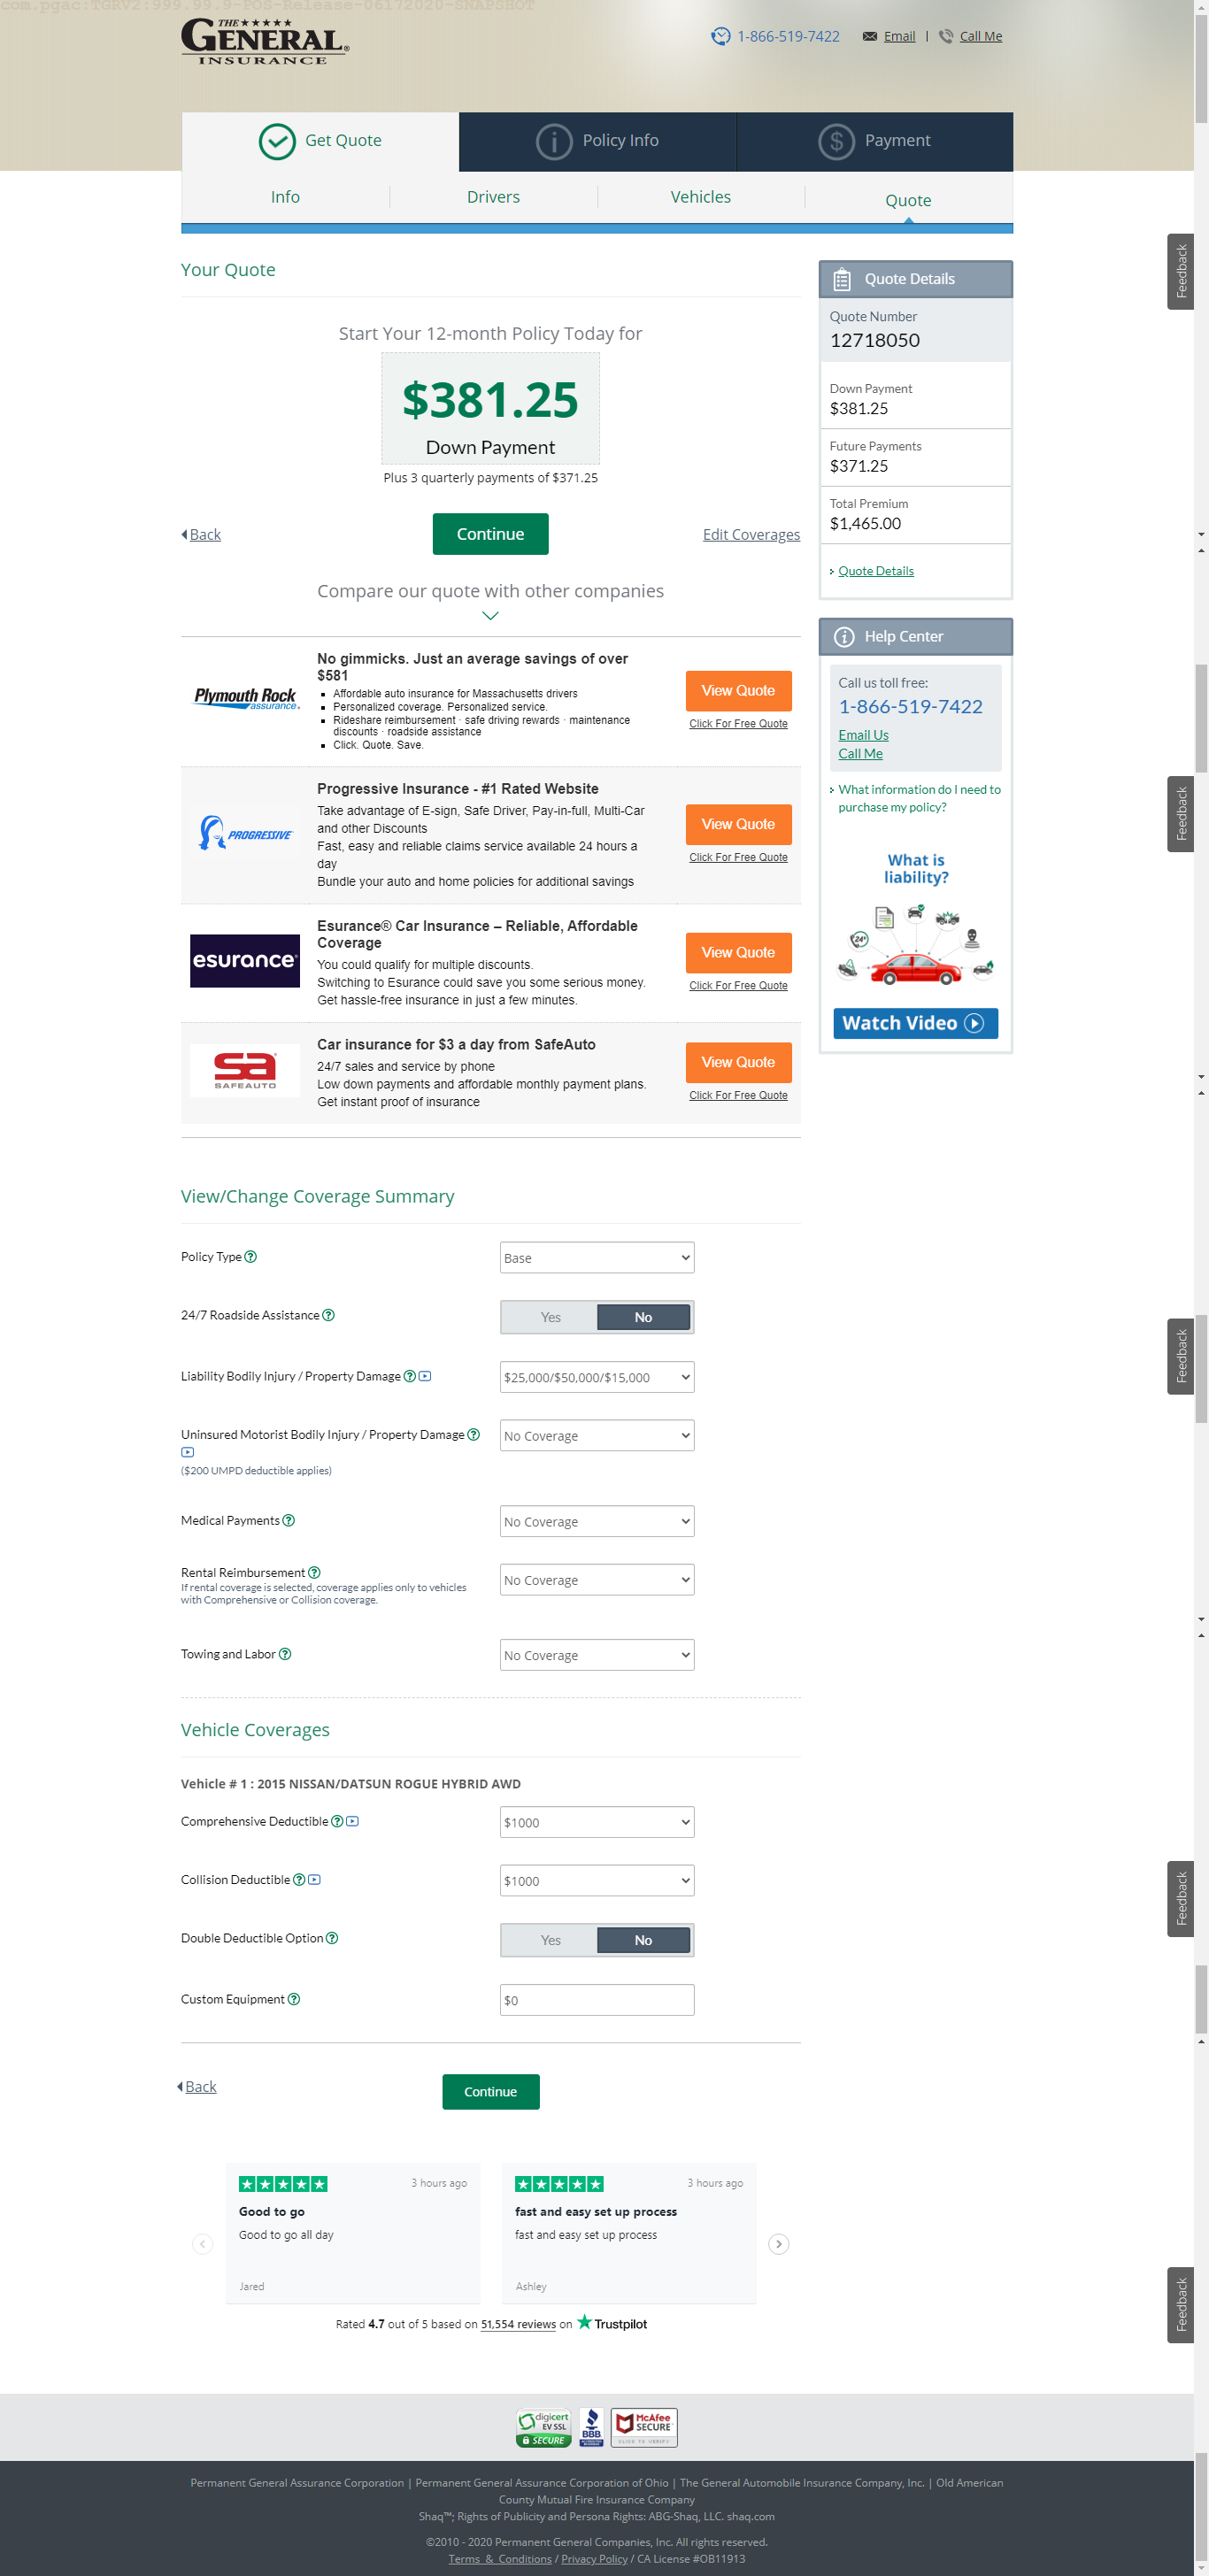 com.pgac:TGRV2:999.99.9-POS-Release-06172020-SNAPSHOT
THE
GENERAL®
INSURANCE
1-866-519-7422
Email | Call Me
Get Quote
Policy Info
Payment
Info
Drivers
Vehicles
Quote
Your Quote
Start Your 12-month Policy Today for
$381.25
Down Payment
Plus 3 quarterly payments of $371.25
Back
Continue
Edit Coverages
Quote Details
Quote Number
12718050
Down Payment
$381.25
Future Payments
$371.25
Total Premium
$1,465.00
Quote Details
Feedback
Compare our quote with other companies
Plymouth Rock
assurance.
No gimmicks. Just an average savings of over
$581
Affordable auto insurance for Massachusetts drivers
Personalized coverage. Personalized service.
Rideshare reimbursement · safe driving rewards · maintenance
discounts · roadside assistance
Click. Quote. Save.
View Quote
Click For Free Quote
PROGRESSIVE
Progressive Insurance - #1 Rated Website
Take advantage of E-sign, Safe Driver, Pay-in-full, Multi-Car
and other Discounts
Fast, easy and reliable claims service available 24 hours a
day
Bundle your auto and home policies for additional savings
View Quote
Click For Free Quote
esurance®
Esurance® Car Insurance – Reliable, Affordable
Coverage
You could qualify for multiple discounts.
Switching to Esurance could save you some serious money.
Get hassle-free insurance in just a few minutes.
View Quote
Click For Free Quote
sa
SAFEAUTO
Car insurance for $3 a day from SafeAuto
24/7 sales and service by phone
Low down payments and affordable monthly payment plans.
Get instant proof of insurance
View Quote
Click For Free Quote
Help Center
Call us toll free:
1-866-519-7422
Email Us
Call Me
What information do I need to
purchase my policy?
What is
liability?
24hr
Watch Video
Feedback
View/Change Coverage Summary
Policy Type
Base
24/7 Roadside Assistance
Yes
No
Liability Bodily Injury / Property Damage
$25,000/$50,000/$15,000
Feedback
Uninsured Motorist Bodily Injury / Property Damage
No Coverage
($200 UMPD deductible applies)
Medical Payments
No Coverage
Rental Reimbursement
No Coverage
If rental coverage is selected, coverage applies only to vehicles
with Comprehensive or Collision coverage.
Towing and Labor
No Coverage
Vehicle Coverages
Vehicle # 1 : 2015 NISSAN/DATSUN ROGUE HYBRID AWD
Comprehensive Deductible
$1000
Collision Deductible
$1000
Feedback
Double Deductible Option
Yes
No
Custom Equipment
$0
Back
Continue
3 hours ago
Good to go
Good to go all day
Jared
3 hours ago
fast and easy set up process
fast and easy set up process
Ashley
Feedback
Rated 4.7 out of 5 based on 51,554 reviews on Trustpilot
digicert
EV SSL
SECURE
BBB
McAfee
SECURE
CLICK TO VERIFY
Permanent General Assurance Corporation | Permanent General Assurance Corporation of Ohio | The General Automobile Insurance Company, Inc. | Old American
County Mutual Fire Insurance Company
Shaq™; Rights of Publicity and Persona Rights: ABG-Shaq, LLC. shaq.com
©2010 - 2020 Permanent General Companies, Inc. All rights reserved.
Terms & Conditions / Privacy Policy / CA License #OB11913